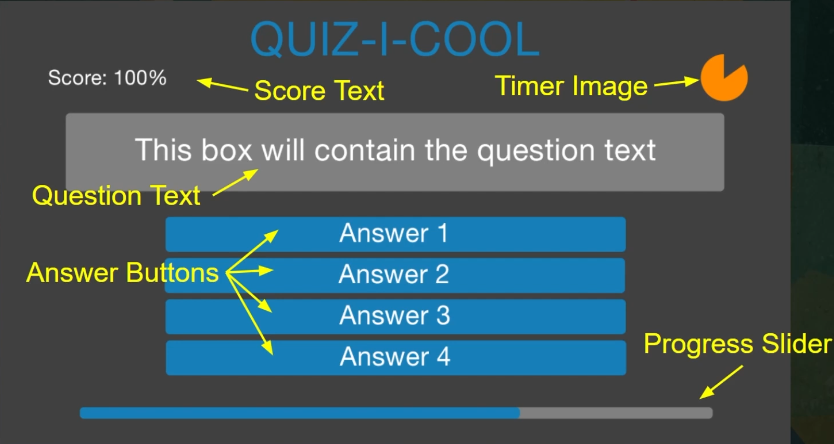 QUIZ-I-COOL
Score: 100%
Score Text
Timer Image
This box will contain the question text
Question Text
Answer 1
Answer Buttons
Answer 2
Answer 3
Answer 4
Progress Slider